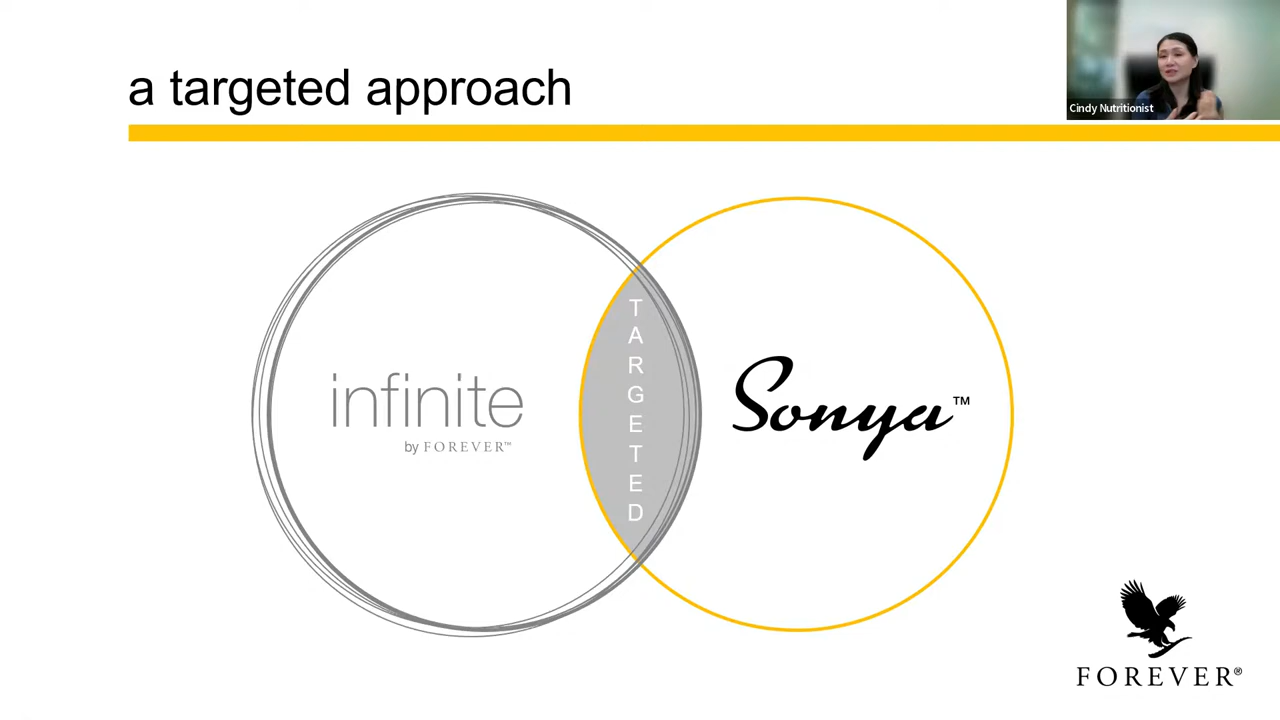 a targeted approach
Cindy Nutritionist
infinite
by FOREVER™
T
A
R
G
E
T
E
D
Sonya™
FOREVER®